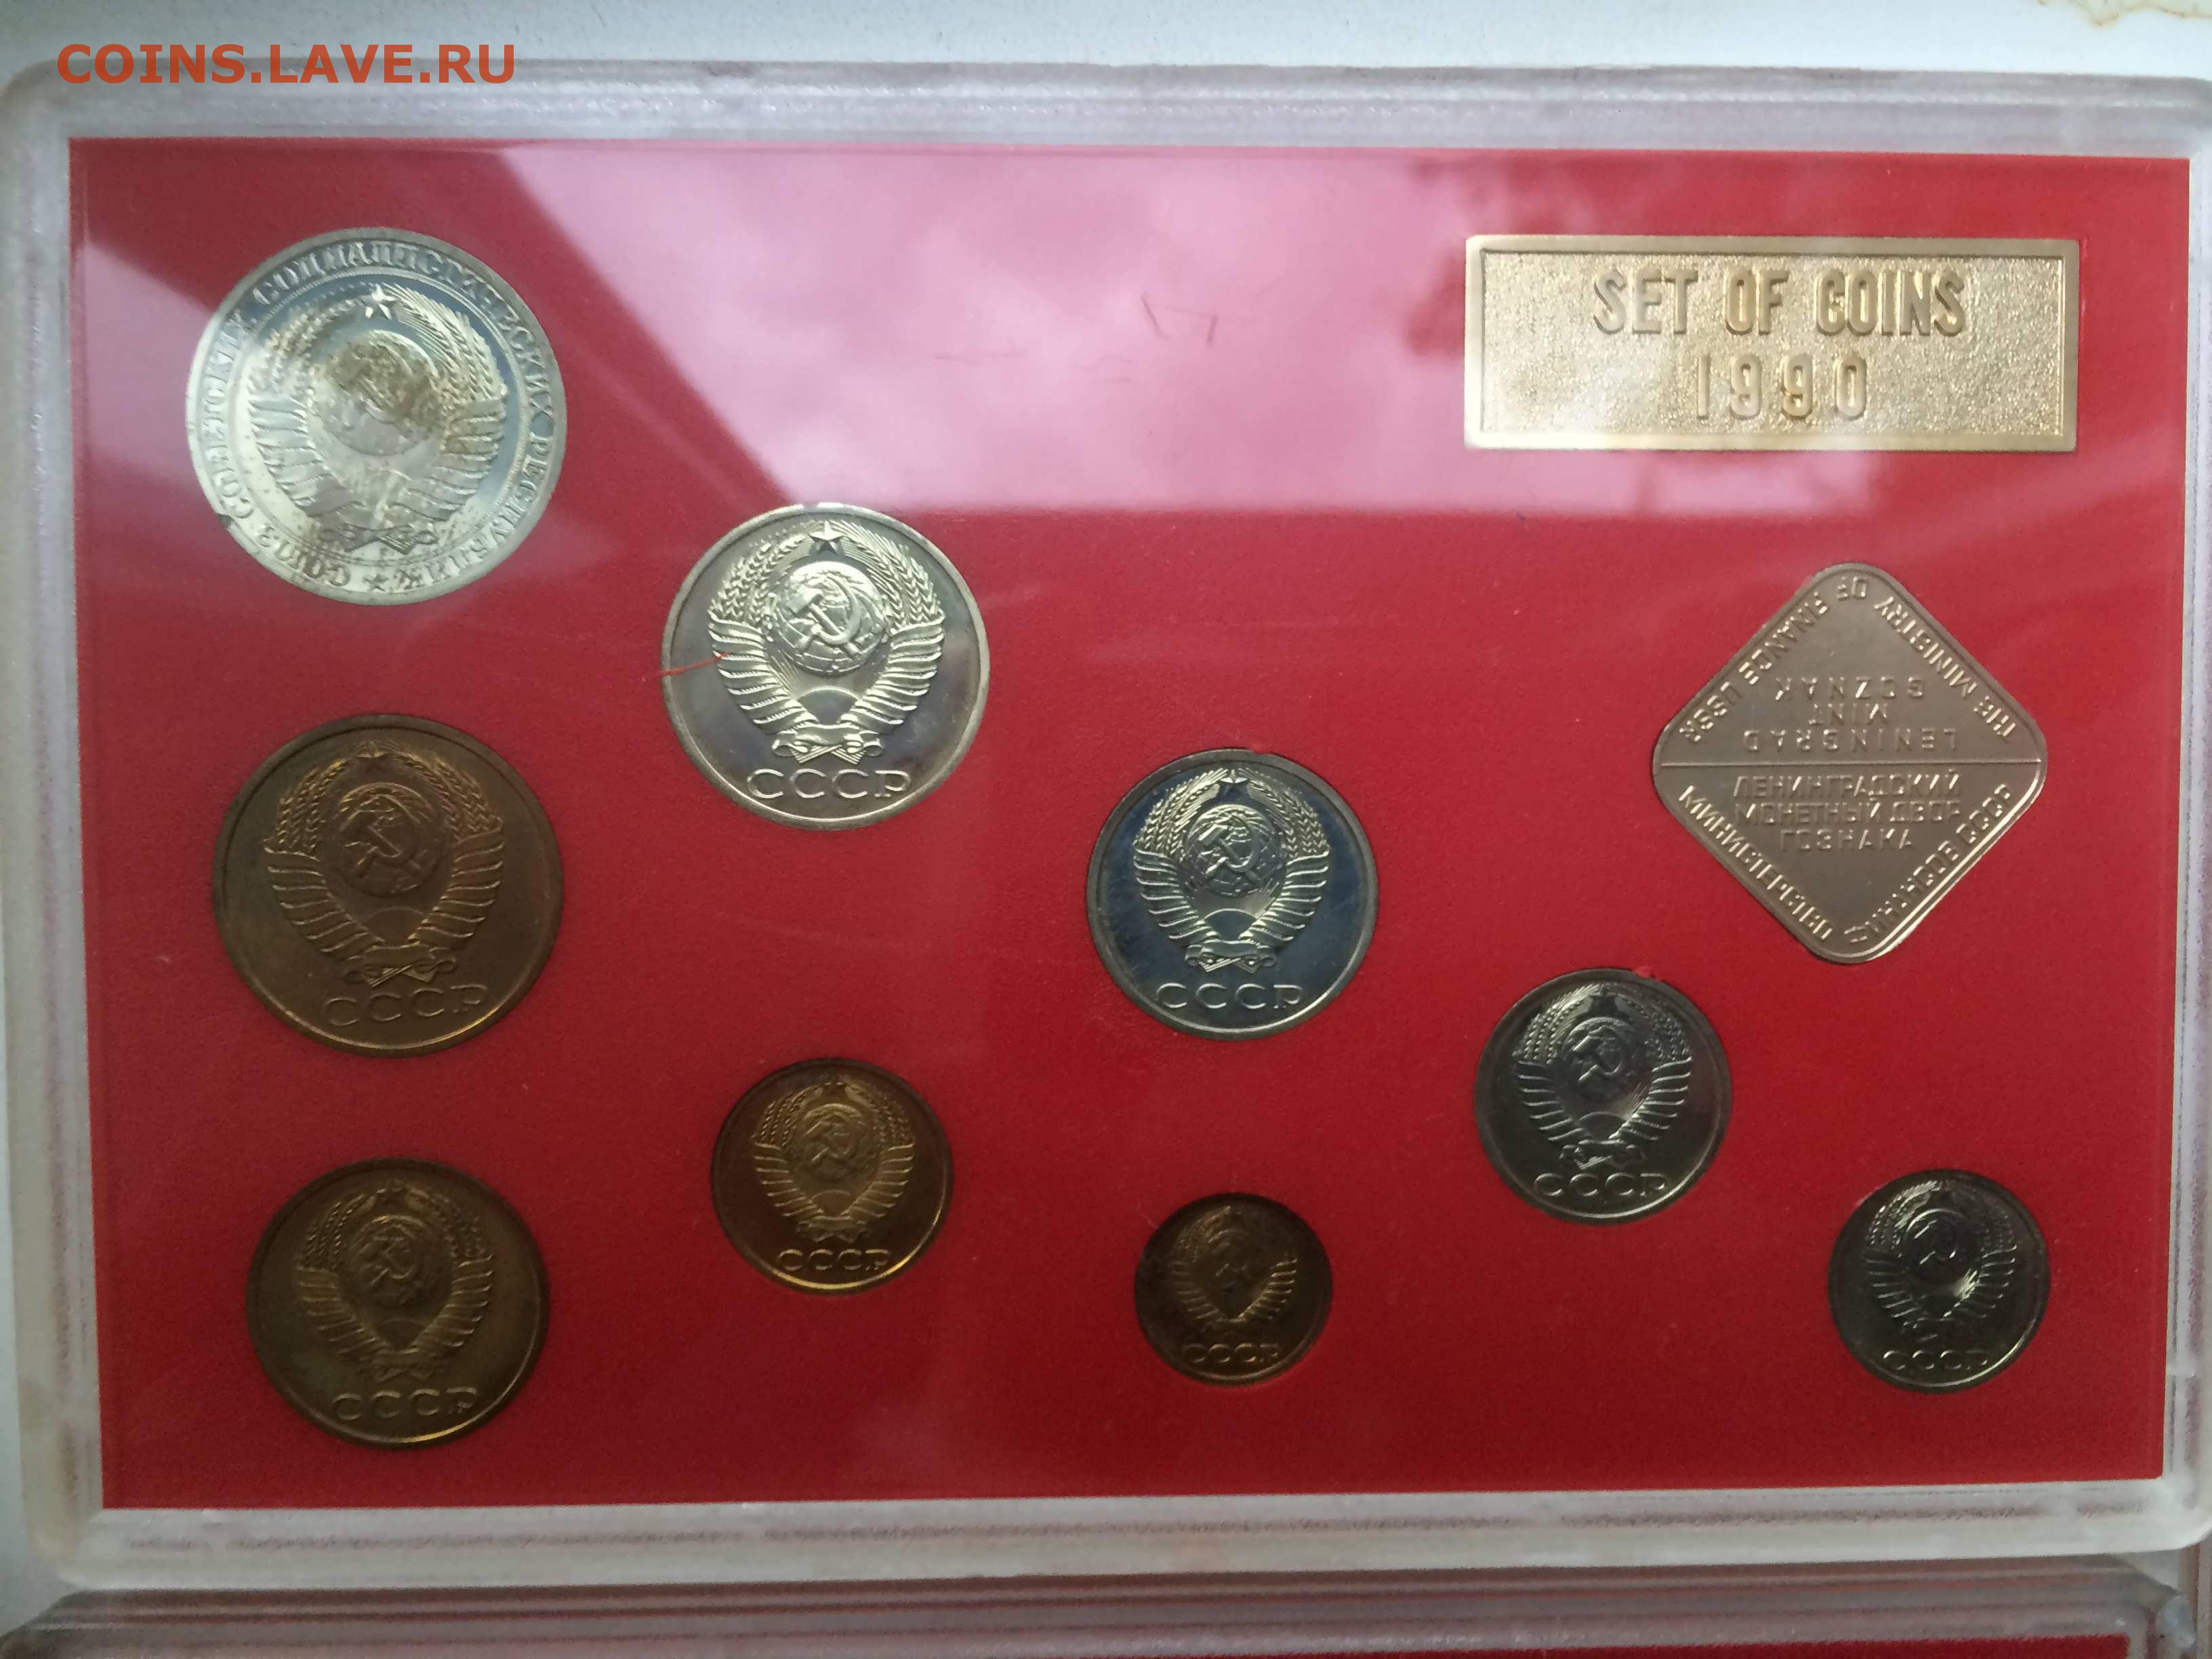 COINS.LAVE.RU
SET OF COINS
1990
СОЮЗ СОВЕТСКИХ СОЦИАЛИСТИЧЕСКИХ РЕСПУБЛИК
СССР
THE MINISTRY OF FINANCE USSR
LENINGRAD
MINT
GOZNAK
ЛЕНИНГРАДСКИЙ
МОНЕТНЫЙ ДВОР
ГОЗНАКА
МИНИСТЕРСТВО ФИНАНСОВ СССР
СССР
СССР
СССР
СССР
СССР
СССР
СССР